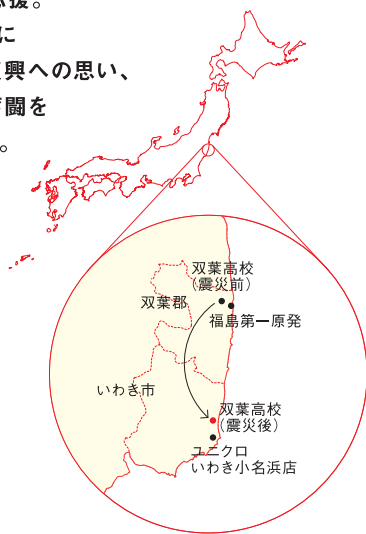 援。
に
興への思い、
闘を
。
双葉高校
(震災前)
双葉郡
福島第一原発
いわき市
双葉高校
(震災後)
ユニクロ
いわき小名浜店